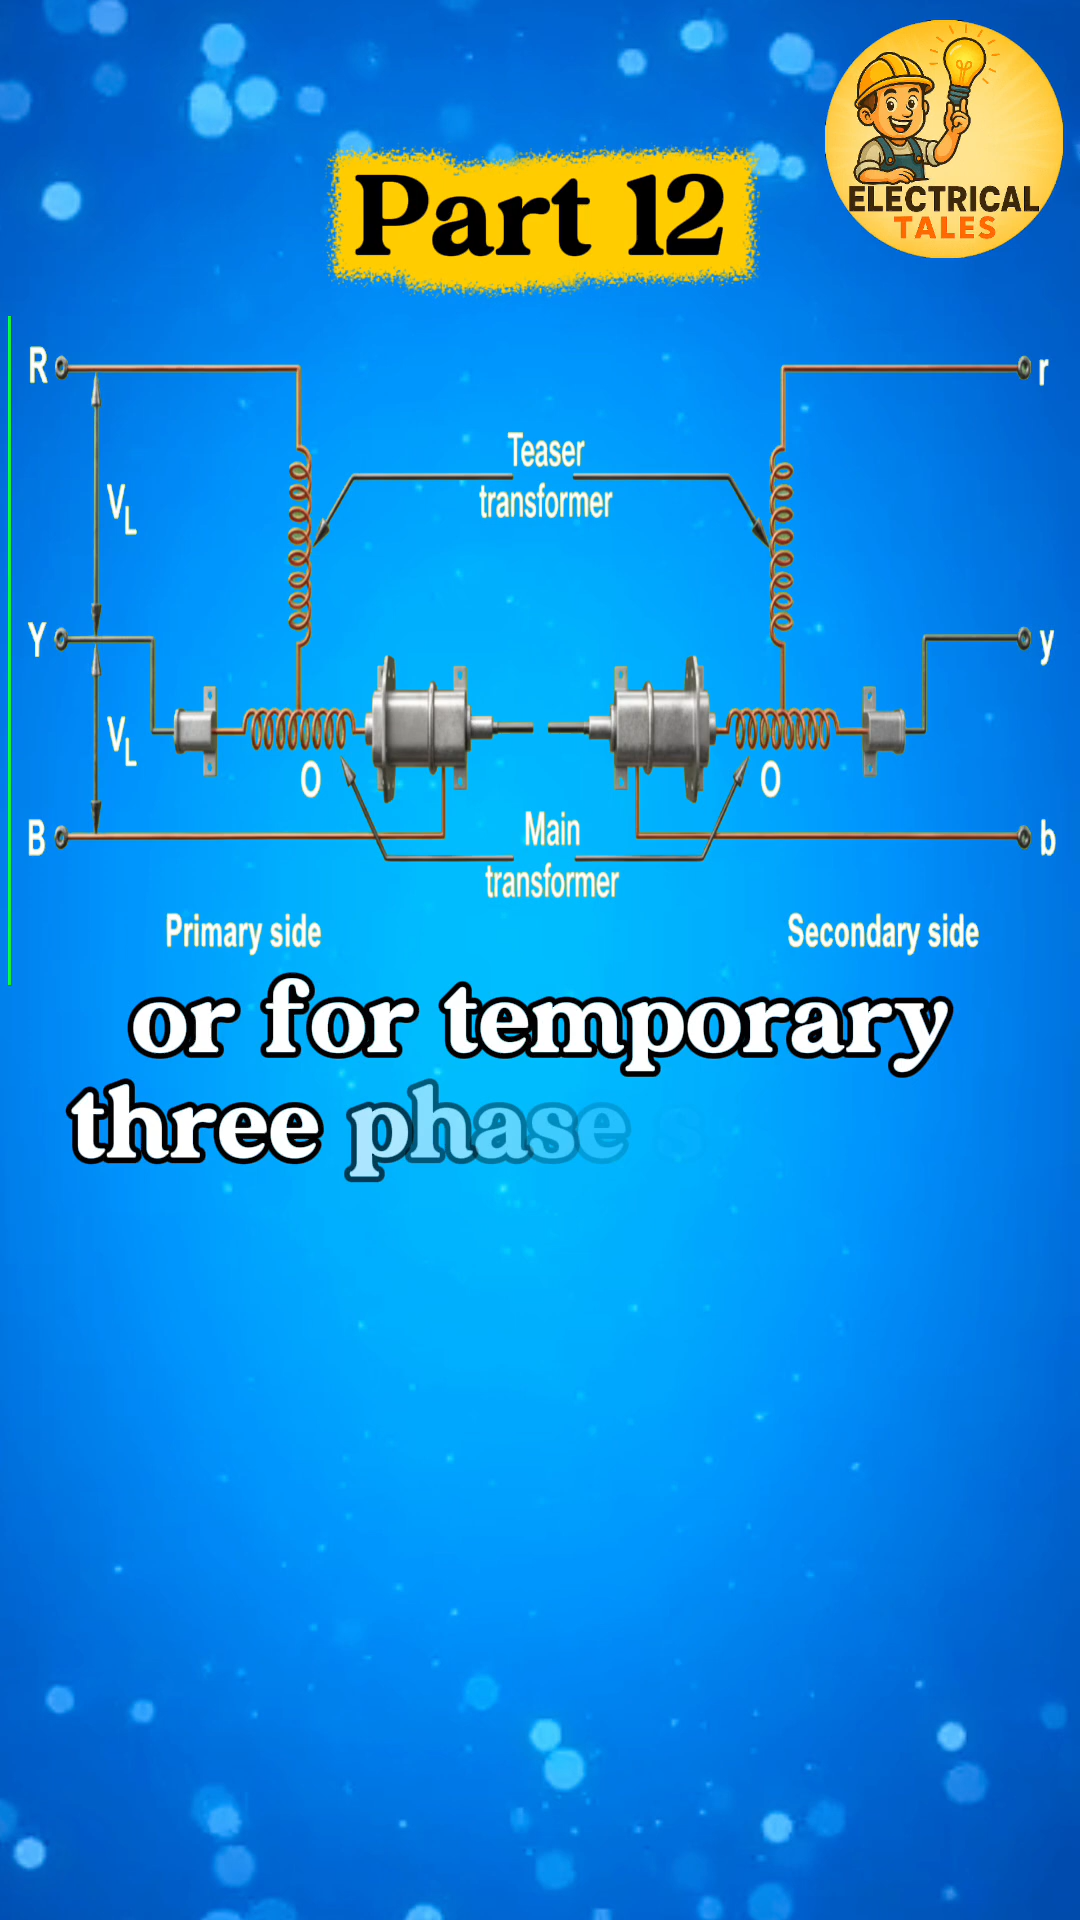 ELECTRICAL
TALES
Part 12
R
r
Teaser
transformer
VL
Y
y
VL
O
O
B
Main
transformer
b
Primary side
Secondary side
or for temporary
three phase s